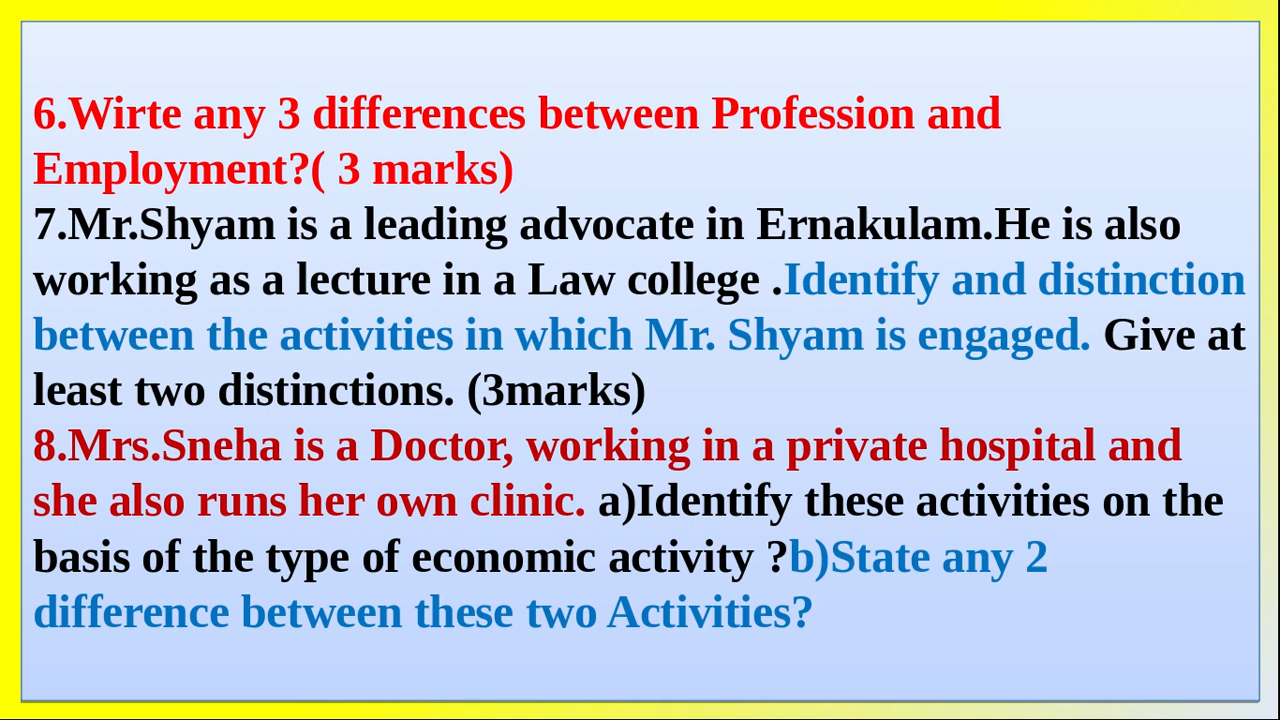 6.Wirte any 3 differences between Profession and
Employment?( 3 marks)
7.Mr.Shyam is a leading advocate in Ernakulam.He is also
working as a lecture in a Law college .Identify and distinction
between the activities in which Mr. Shyam is engaged. Give at
least two distinctions. (3marks)
8.Mrs.Sneha is a Doctor, working in a private hospital and
she also runs her own clinic. a)Identify these activities on the
basis of the type of economic activity ?b)State any 2
difference between these two Activities?